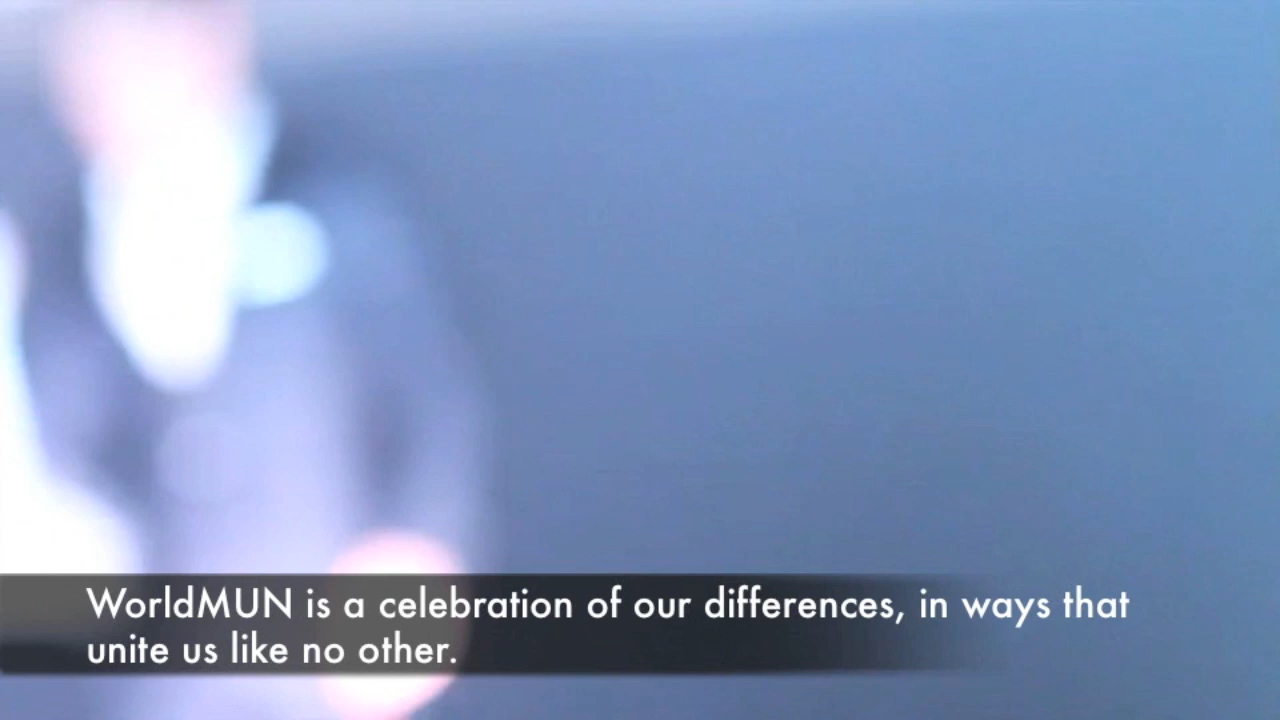 WorldMUN is a celebration of our differences, in ways that
unite us like no other.